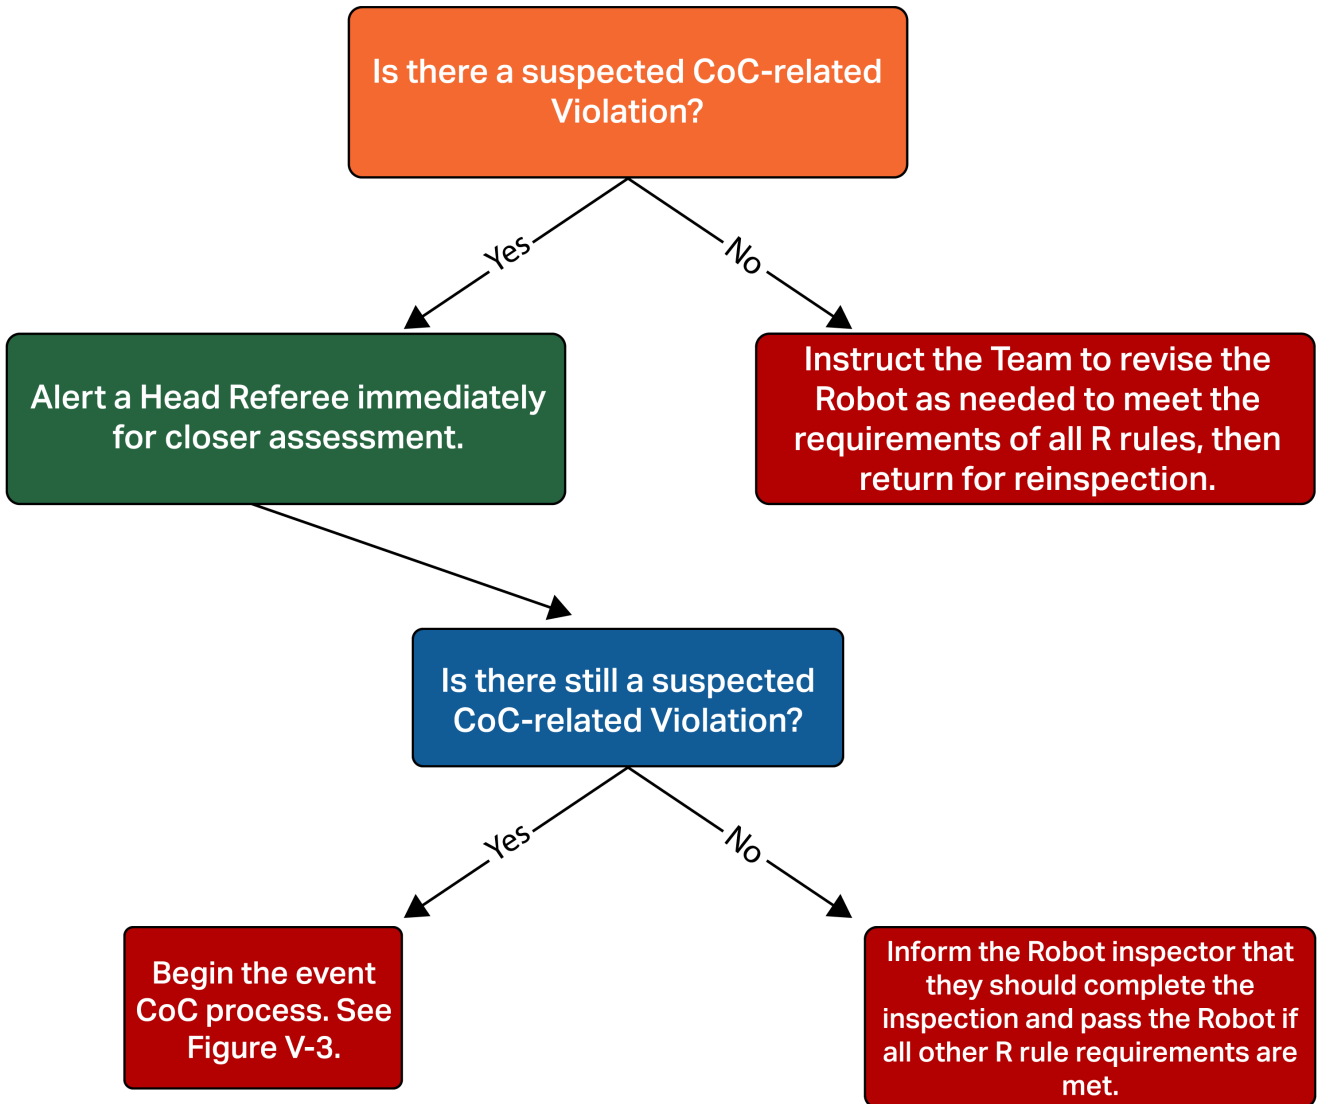 Is there a suspected CoC-related
Violation?
Yes
No
Alert a Head Referee immediately
for closer assessment.
Instruct the Team to revise the
Robot as needed to meet the
requirements of all R rules, then
return for reinspection.
Is there still a suspected
CoC-related Violation?
Yes
No
Begin the event
CoC process. See
Figure V-3.
Inform the Robot inspector that
they should complete the
inspection and pass the Robot if
all other R rule requirements are
met.